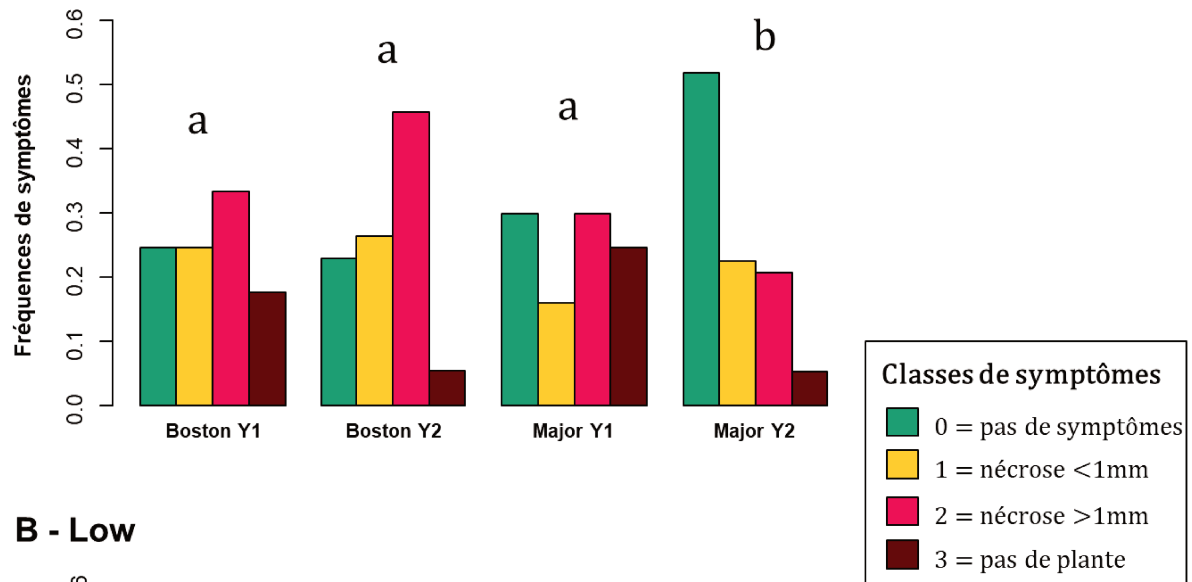 Fréquences de symptômes
0.6
0.5
0.4
0.3
0.2
0.1
0.0
a
a
a
b
Boston Y1
Boston Y2
Major Y1
Major Y2
Classes de symptômes
0 = pas de symptômes
1 = nécrose <1mm
2 = nécrose >1mm
3 = pas de plante
B - Low